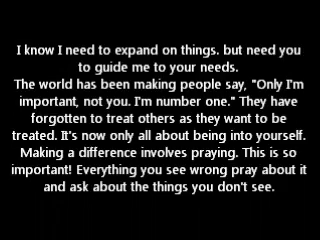 I know I need to expand on things. but need you
to guide me to your needs.
The world has been making people say, "Only I'm
important, not you. I'm number one." They have
forgotten to treat others as they want to be
treated. It's now only all about being into yourself.
Making a difference involves praying. This is so
important! Everything you see wrong pray about it
and ask about the things you don't see.